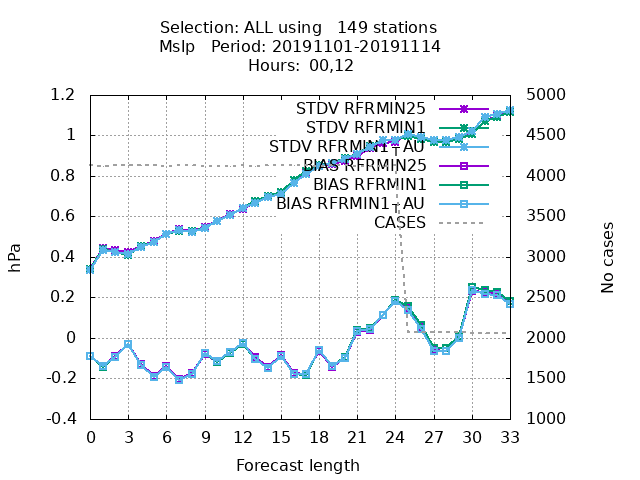 Selection: ALL using   149 stations
Mslp   Period: 20191101-20191114
Hours: 00,12
STDV RFRMIN25
STDV RFRMIN1
STDV RFRMIN1_AU
BIAS RFRMIN25
BIAS RFRMIN1
BIAS RFRMIN1_AU
CASES
1.2
1
0.8
0.6
0.4
0.2
0
-0.2
-0.4
hPa
5000
4500
4000
3500
3000
2500
2000
1500
1000
No cases
0 3 6 9 12 15 18 21 24 27 30 33
Forecast length